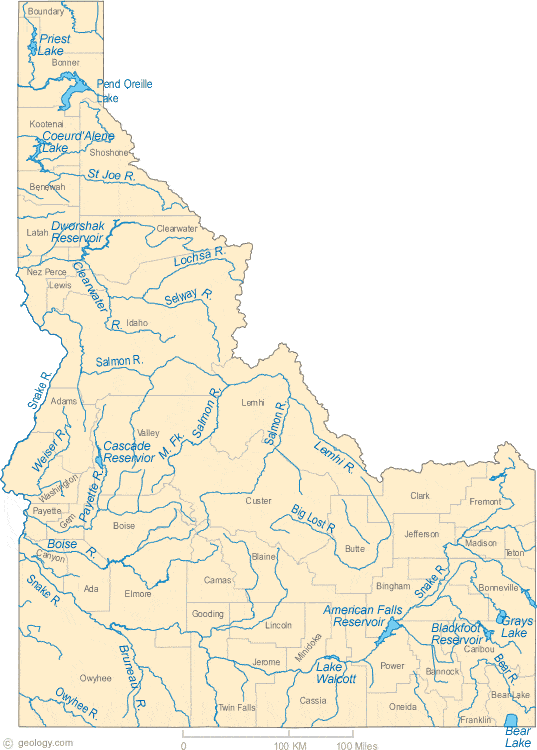 Boundary
Priest
Lake
Bonner
Pend Oreille
Lake
Kootenai
Coeurd'Alene
Lake
Shoshone
St Joe R.
Benewah
Dworshak
Reservoir
Clearwater
Latah
Lochsa R.
Nez Perce
Lewis
Clearwater R.
Selway R.
Idaho
Salmon R.
Snake R.
Adams
Lemhi
Valley
M. Fk. Salmon R.
Salmon R.
Lemhi R.
Weiser R.
Cascade
Reservior
Washington
Payette R.
Payette
Gem
Boise
Custer
Big Lost R.
Clark
Fremont
Jefferson
Madison
Teton
Butte
Boise R.
Canyon
Blaine
Snake R.
Ada
Elmore
Camas
Bingham
Snake R.
Bonneville
Gooding
Lincoln
Minidoka
American Falls
Reservoir
Blackfoot
Reservoir
Grays
Lake
Caribou
Bruneau R.
Jerome
Lake
Walcott
Power
Bannock
Bear R.
Owyhee
Owyhee R.
Twin Falls
Cassia
Oneida
Franklin
Bear Lake
Bear
Lake
© geology.com
0 100 KM 100 Miles